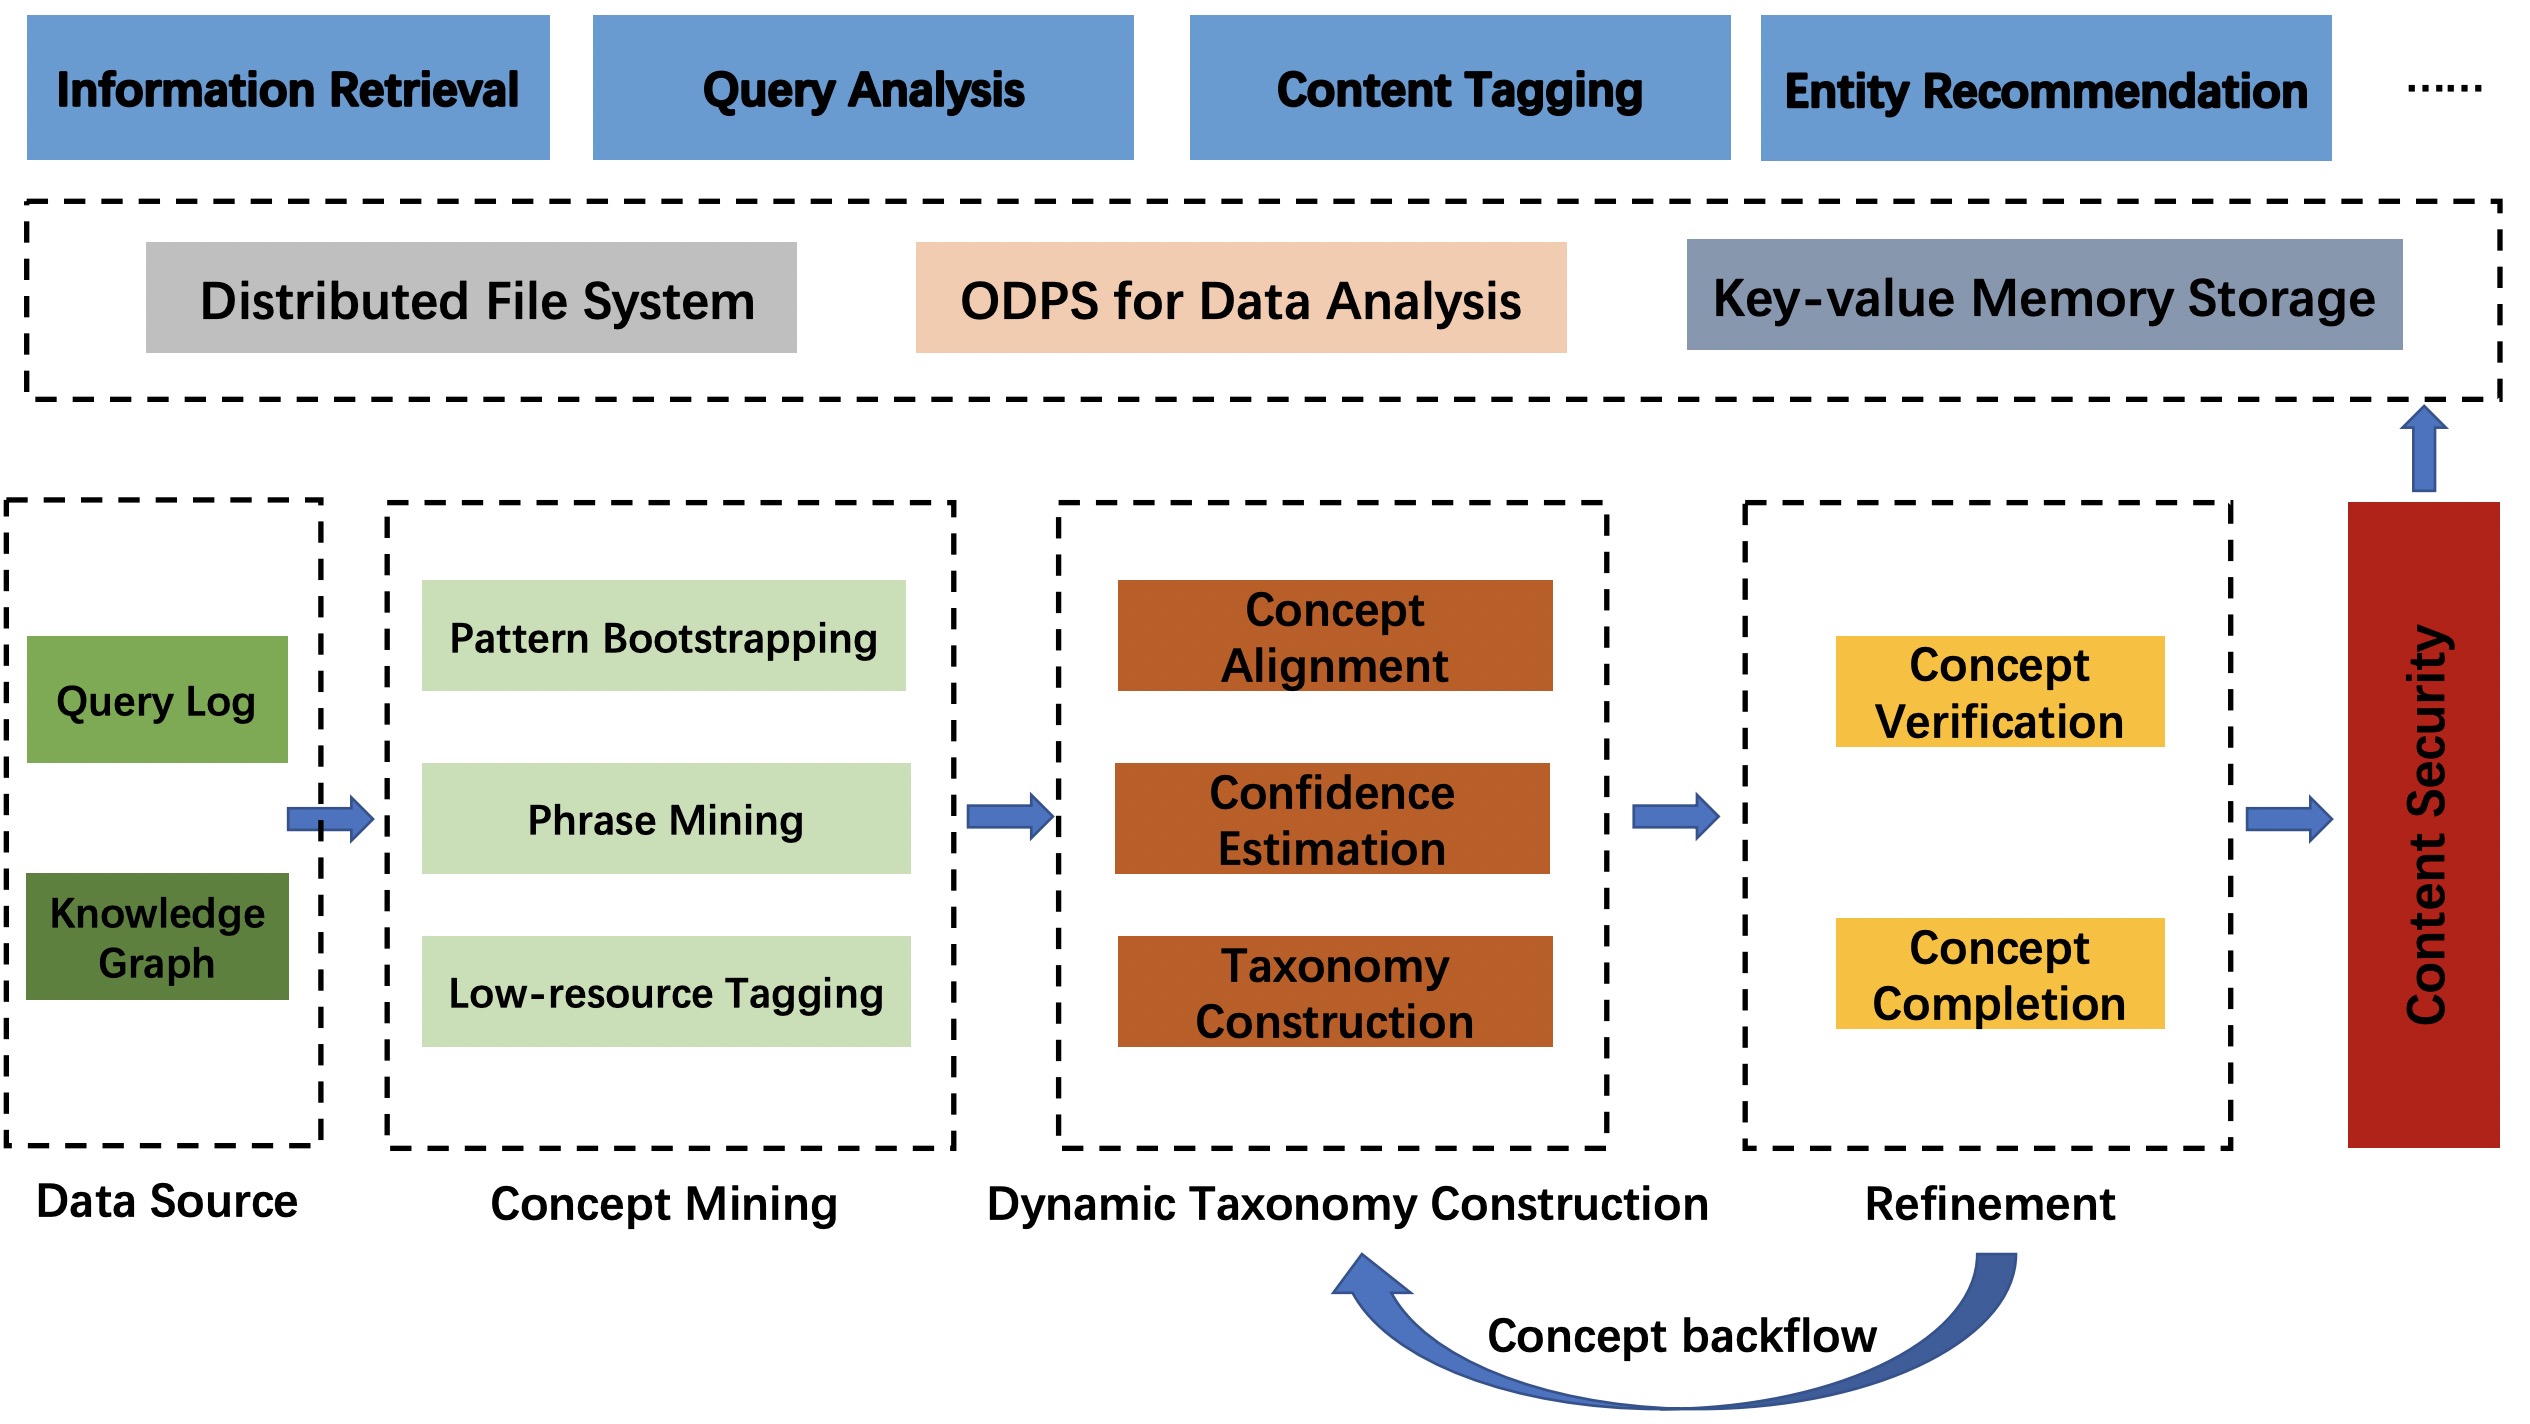 Information Retrieval
Query Analysis
Content Tagging
Entity Recommendation
......
Distributed File System
ODPS for Data Analysis
Key-value Memory Storage
Query Log
Knowledge
Graph
Data Source
Pattern Bootstrapping
Phrase Mining
Low-resource Tagging
Concept Mining
Concept
Alignment
Confidence
Estimation
Taxonomy
Construction
Dynamic Taxonomy Construction
Concept
Verification
Concept
Completion
Refinement
Content Security
Concept backflow